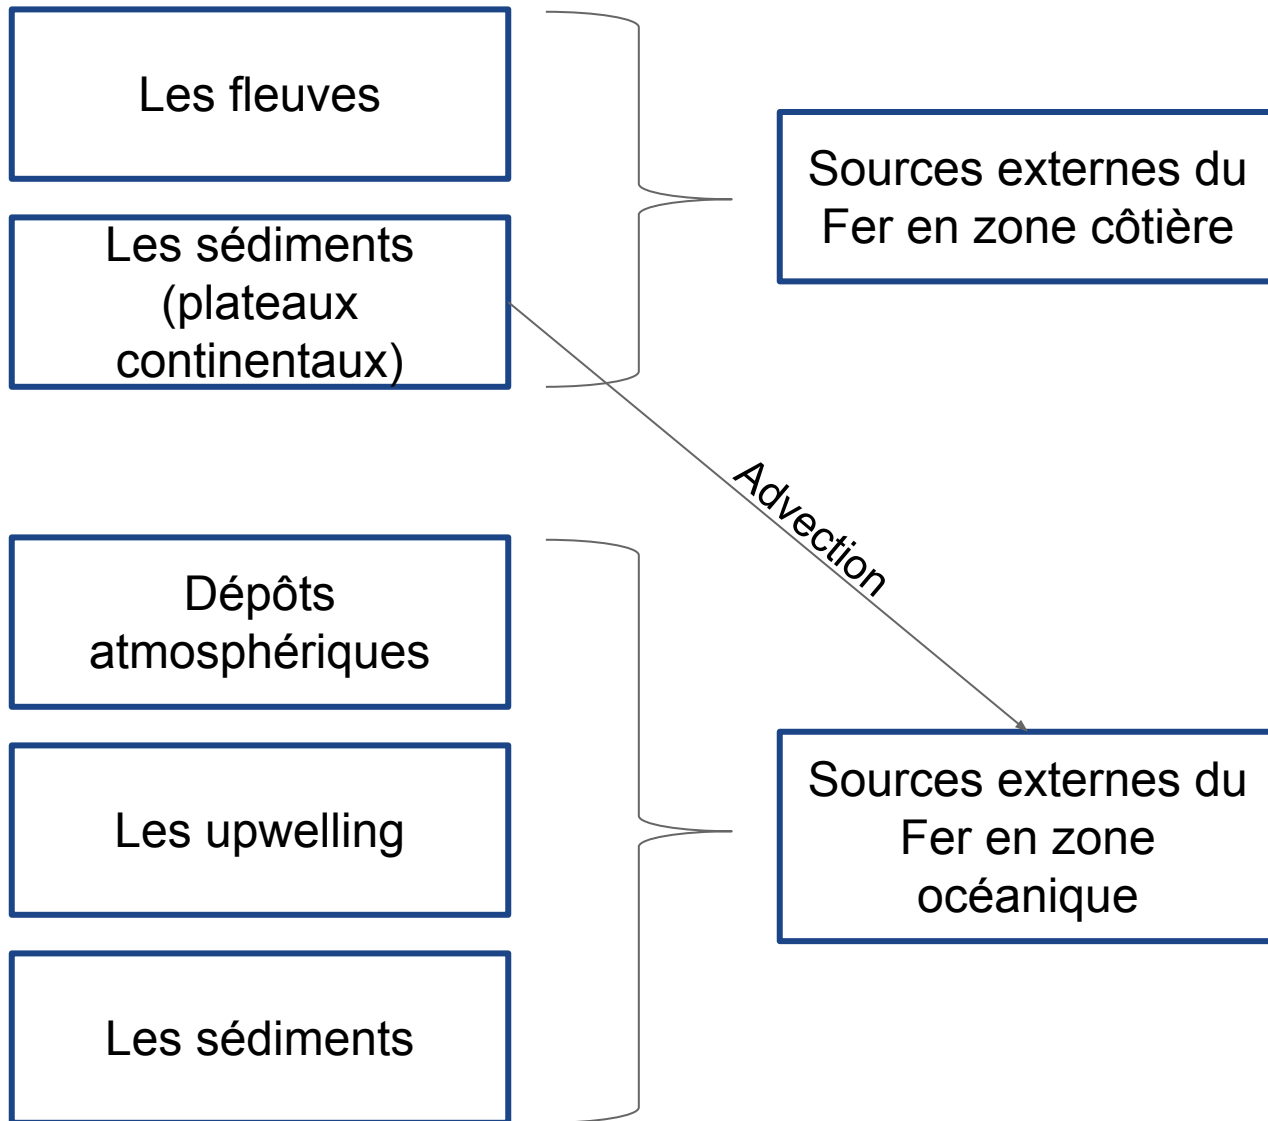 Les fleuves
Les sédiments
(plateaux
continentaux)
Sources externes du
Fer en zone côtière
Advection
Dépôts
atmosphériques
Les upwelling
Les sédiments
Sources externes du
Fer en zone
océanique